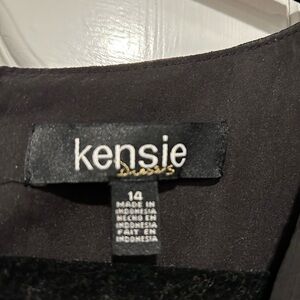 kensie
Dresses
14
MADE IN
INDONESIA
HECHO EN
INDONESIA
FAIT EN
INDONESIA